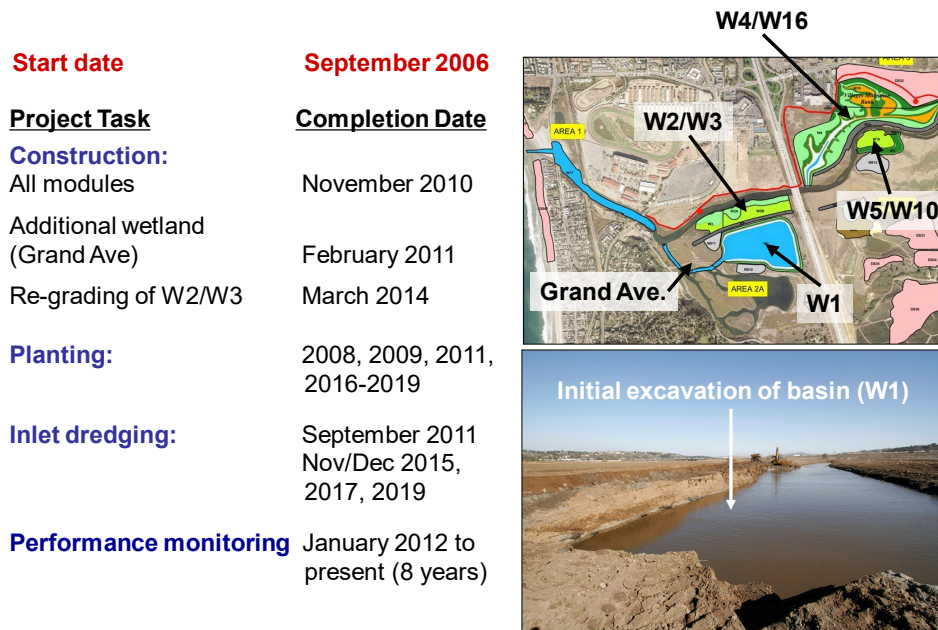 Start date September 2006
Project Task Completion Date
Construction:
All modules November 2010
Additional wetland
(Grand Ave) February 2011
Re-grading of W2/W3 March 2014
Planting: 2008, 2009, 2011,
2016-2019
Inlet dredging: September 2011
Nov/Dec 2015,
2017, 2019
Performance monitoring January 2012 to
present (8 years)
W4/W16
AREA 1
W2/W3
W5/W10
Grand Ave.
AREA 2A
W1
Initial excavation of basin (W1)